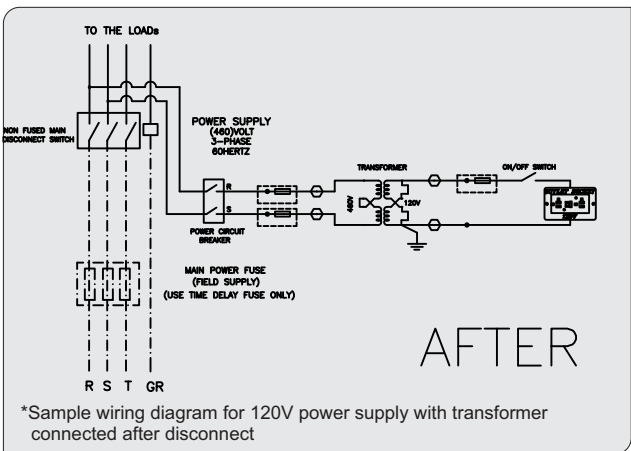 TO THE LOADs
NON FUSED MAIN
DISCONNECT SWITCH
POWER SUPPLY
(460)VOLT
3-PHASE
60HERTZ
R
S
POWER CIRCUIT
BREAKER
TRANSFORMER
460V
120V
ON/OFF SWITCH
OUTLET SOCKET
MAIN POWER FUSE
(FIELD SUPPLY)
(USE TIME DELAY FUSE ONLY)
R S T GR
AFTER
*Sample wiring diagram for 120V power supply with transformer
connected after disconnect